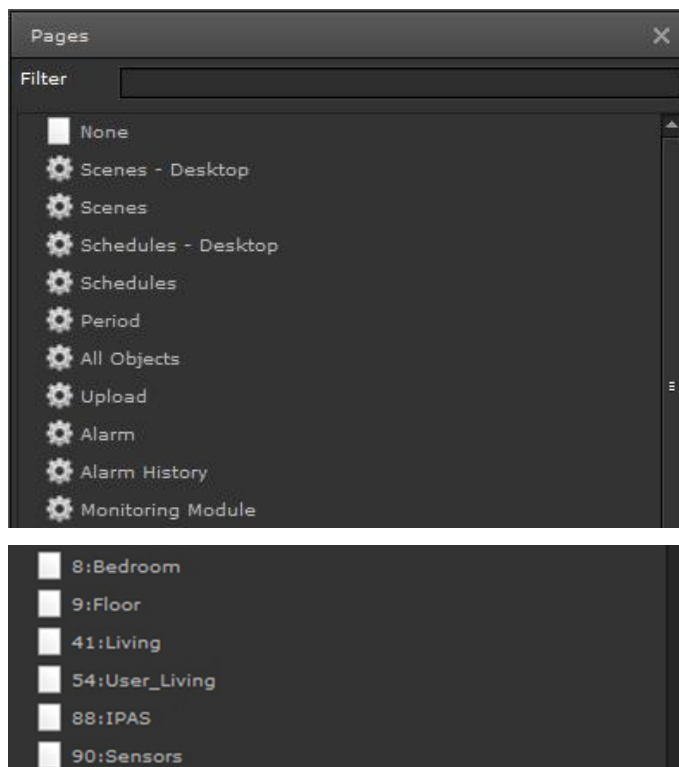 Pages
Filter
None
Scenes - Desktop
Scenes
Schedules - Desktop
Schedules
Period
All Objects
Upload
Alarm
Alarm History
Monitoring Module
8:Bedroom
9:Floor
41:Living
54:User_Living
88:IPAS
90:Sensors